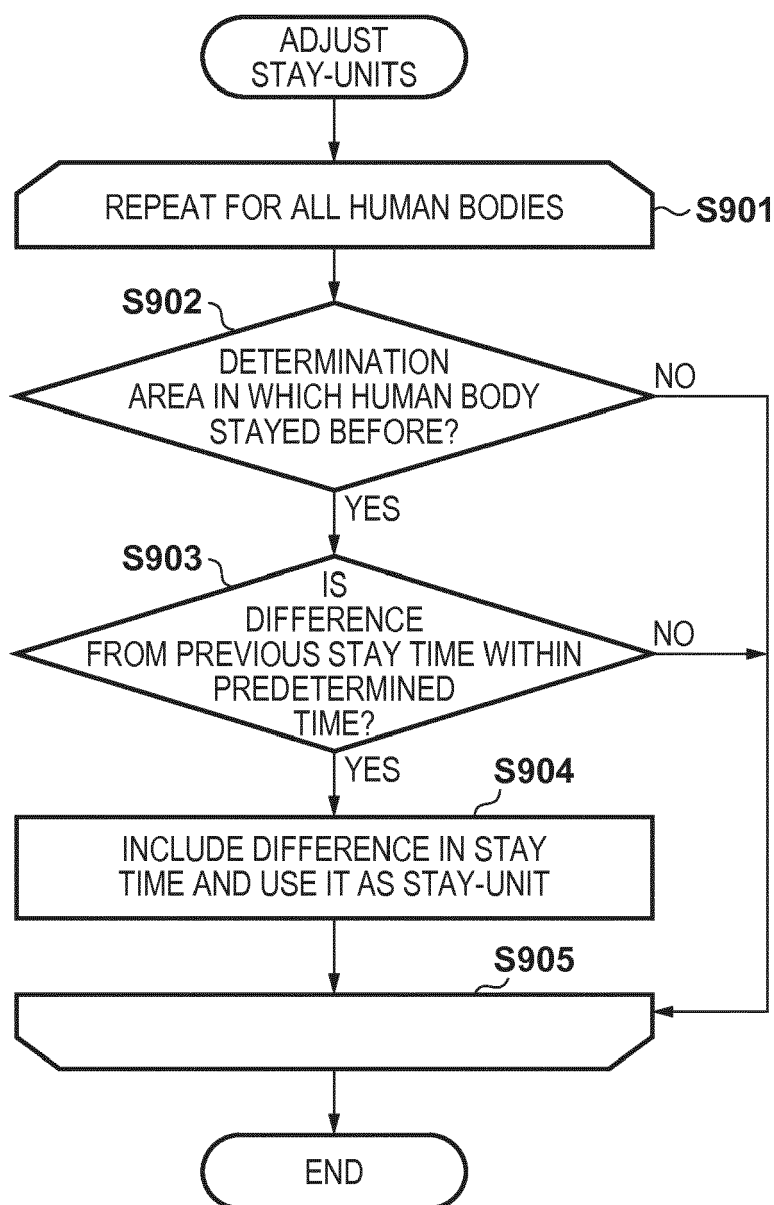 ADJUST
STAY-UNITS
REPEAT FOR ALL HUMAN BODIES
S901
S902
DETERMINATION
AREA IN WHICH HUMAN BODY
STAYED BEFORE?
NO
YES
S903
IS
DIFFERENCE
FROM PREVIOUS STAY TIME WITHIN
PREDETERMINED
TIME?
NO
YES
S904
INCLUDE DIFFERENCE IN STAY
TIME AND USE IT AS STAY-UNIT
S905
END